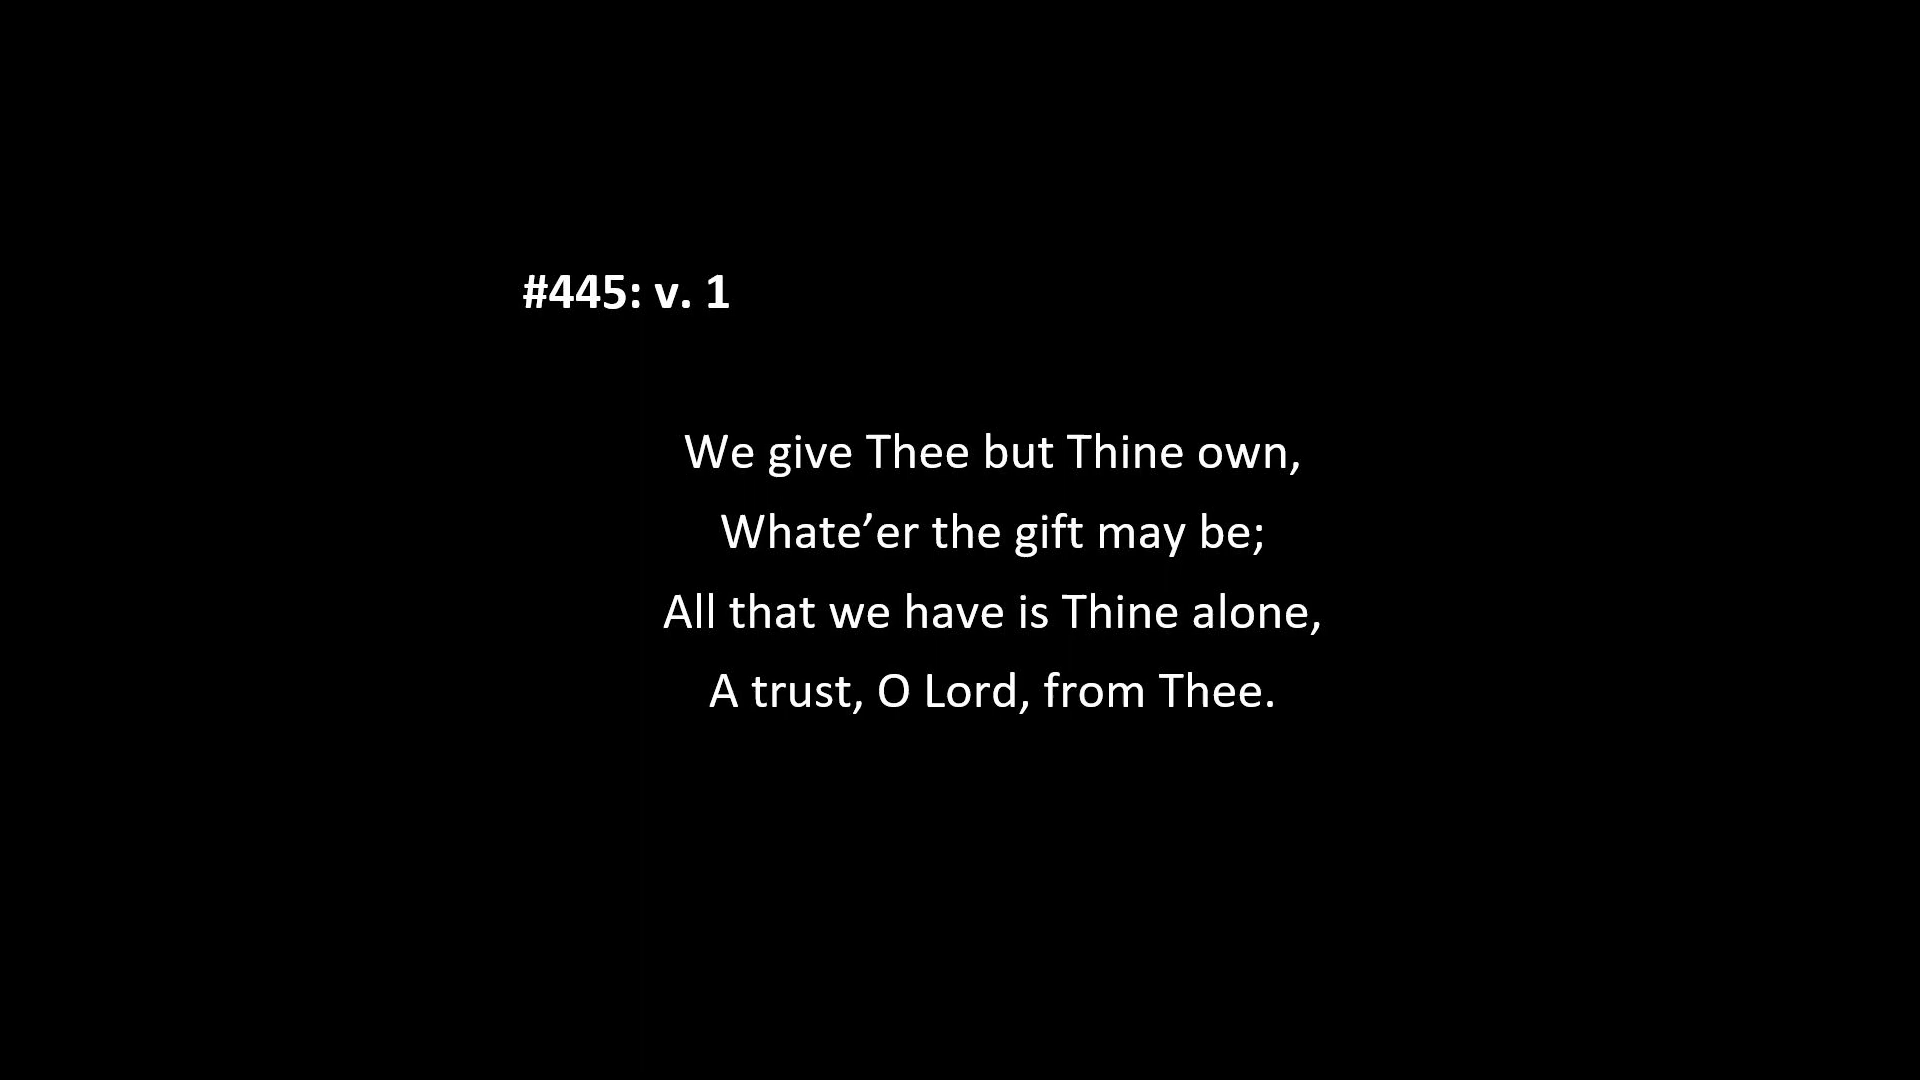 #445: v. 1
We give Thee but Thine own,
Whate’er the gift may be;
All that we have is Thine alone,
A trust, O Lord, from Thee.